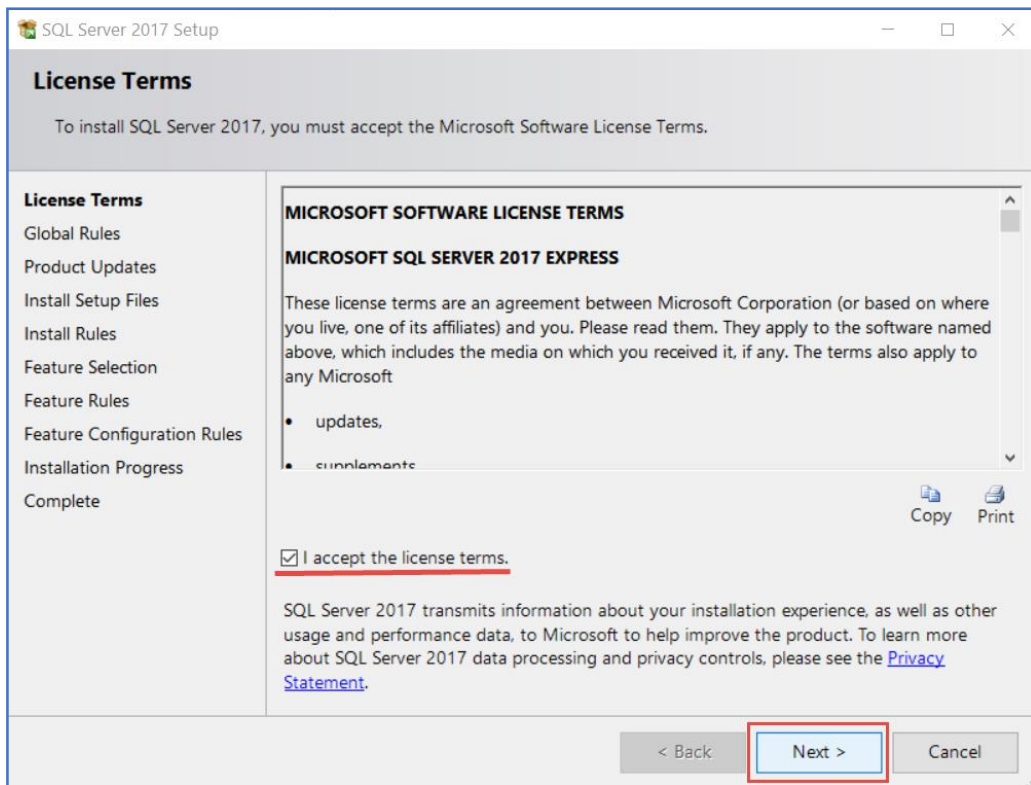 SQL Server 2017 Setup
License Terms
To install SQL Server 2017, you must accept the Microsoft Software License Terms.
License Terms
Global Rules
Product Updates
Install Setup Files
Install Rules
Feature Selection
Feature Rules
Feature Configuration Rules
Installation Progress
Complete
MICROSOFT SOFTWARE LICENSE TERMS
MICROSOFT SQL SERVER 2017 EXPRESS
These license terms are an agreement between Microsoft Corporation (or based on where
you live, one of its affiliates) and you. Please read them. They apply to the software named
above, which includes the media on which you received it, if any. The terms also apply to
any Microsoft
• updates,
• supplements
Copy Print
I accept the license terms.
SQL Server 2017 transmits information about your installation experience, as well as other
usage and performance data, to Microsoft to help improve the product. To learn more
about SQL Server 2017 data processing and privacy controls, please see the Privacy
Statement.
< Back Next > Cancel